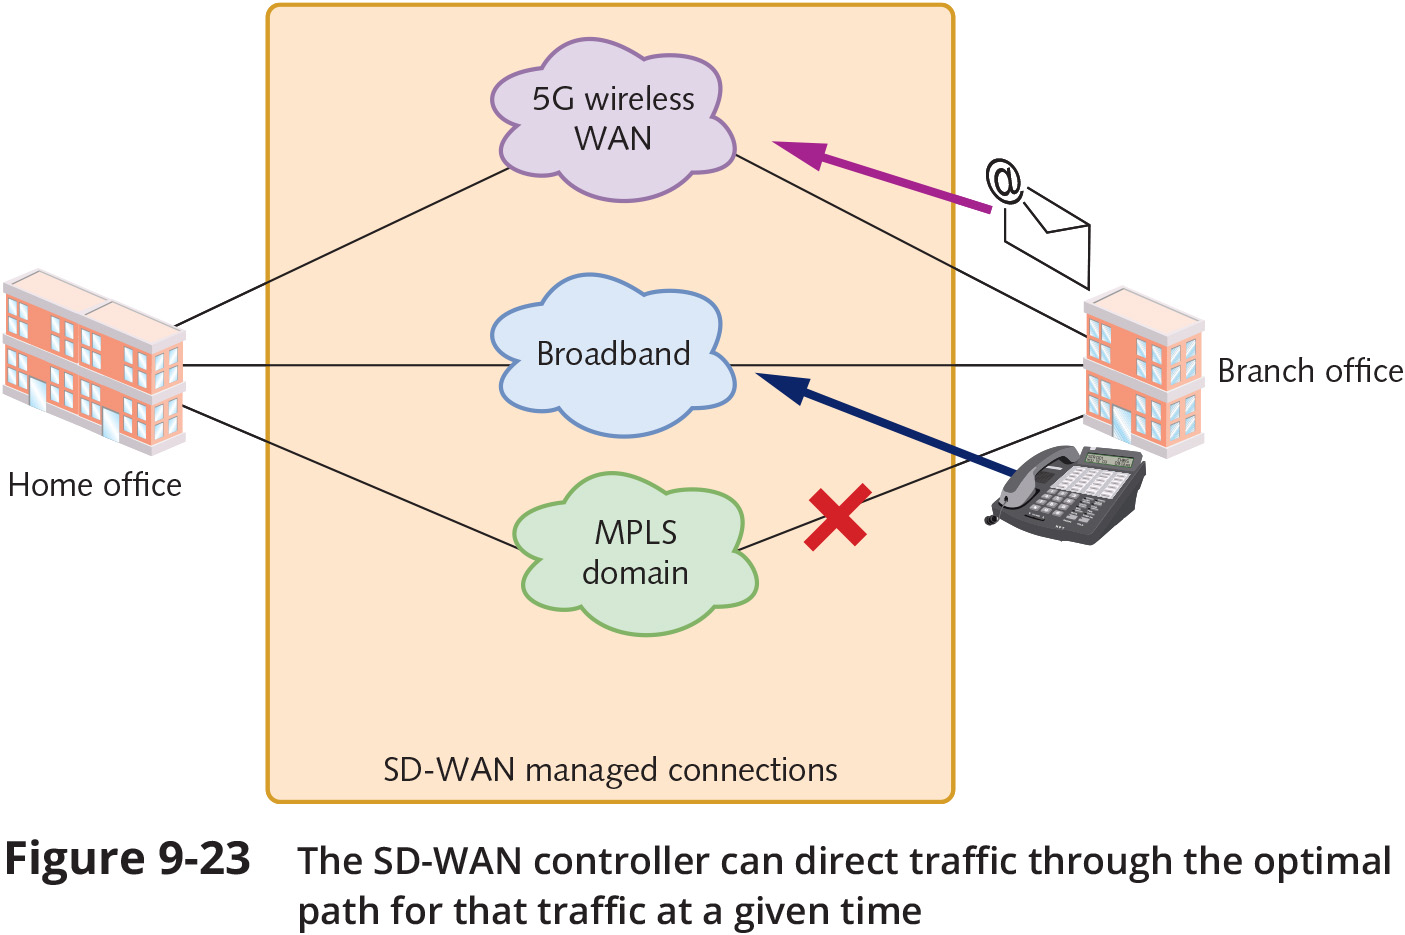 5G wireless
WAN
@
Broadband
Branch office
Home office
MPLS
domain
SD-WAN managed connections
Figure 9-23 The SD-WAN controller can direct traffic through the optimal
path for that traffic at a given time